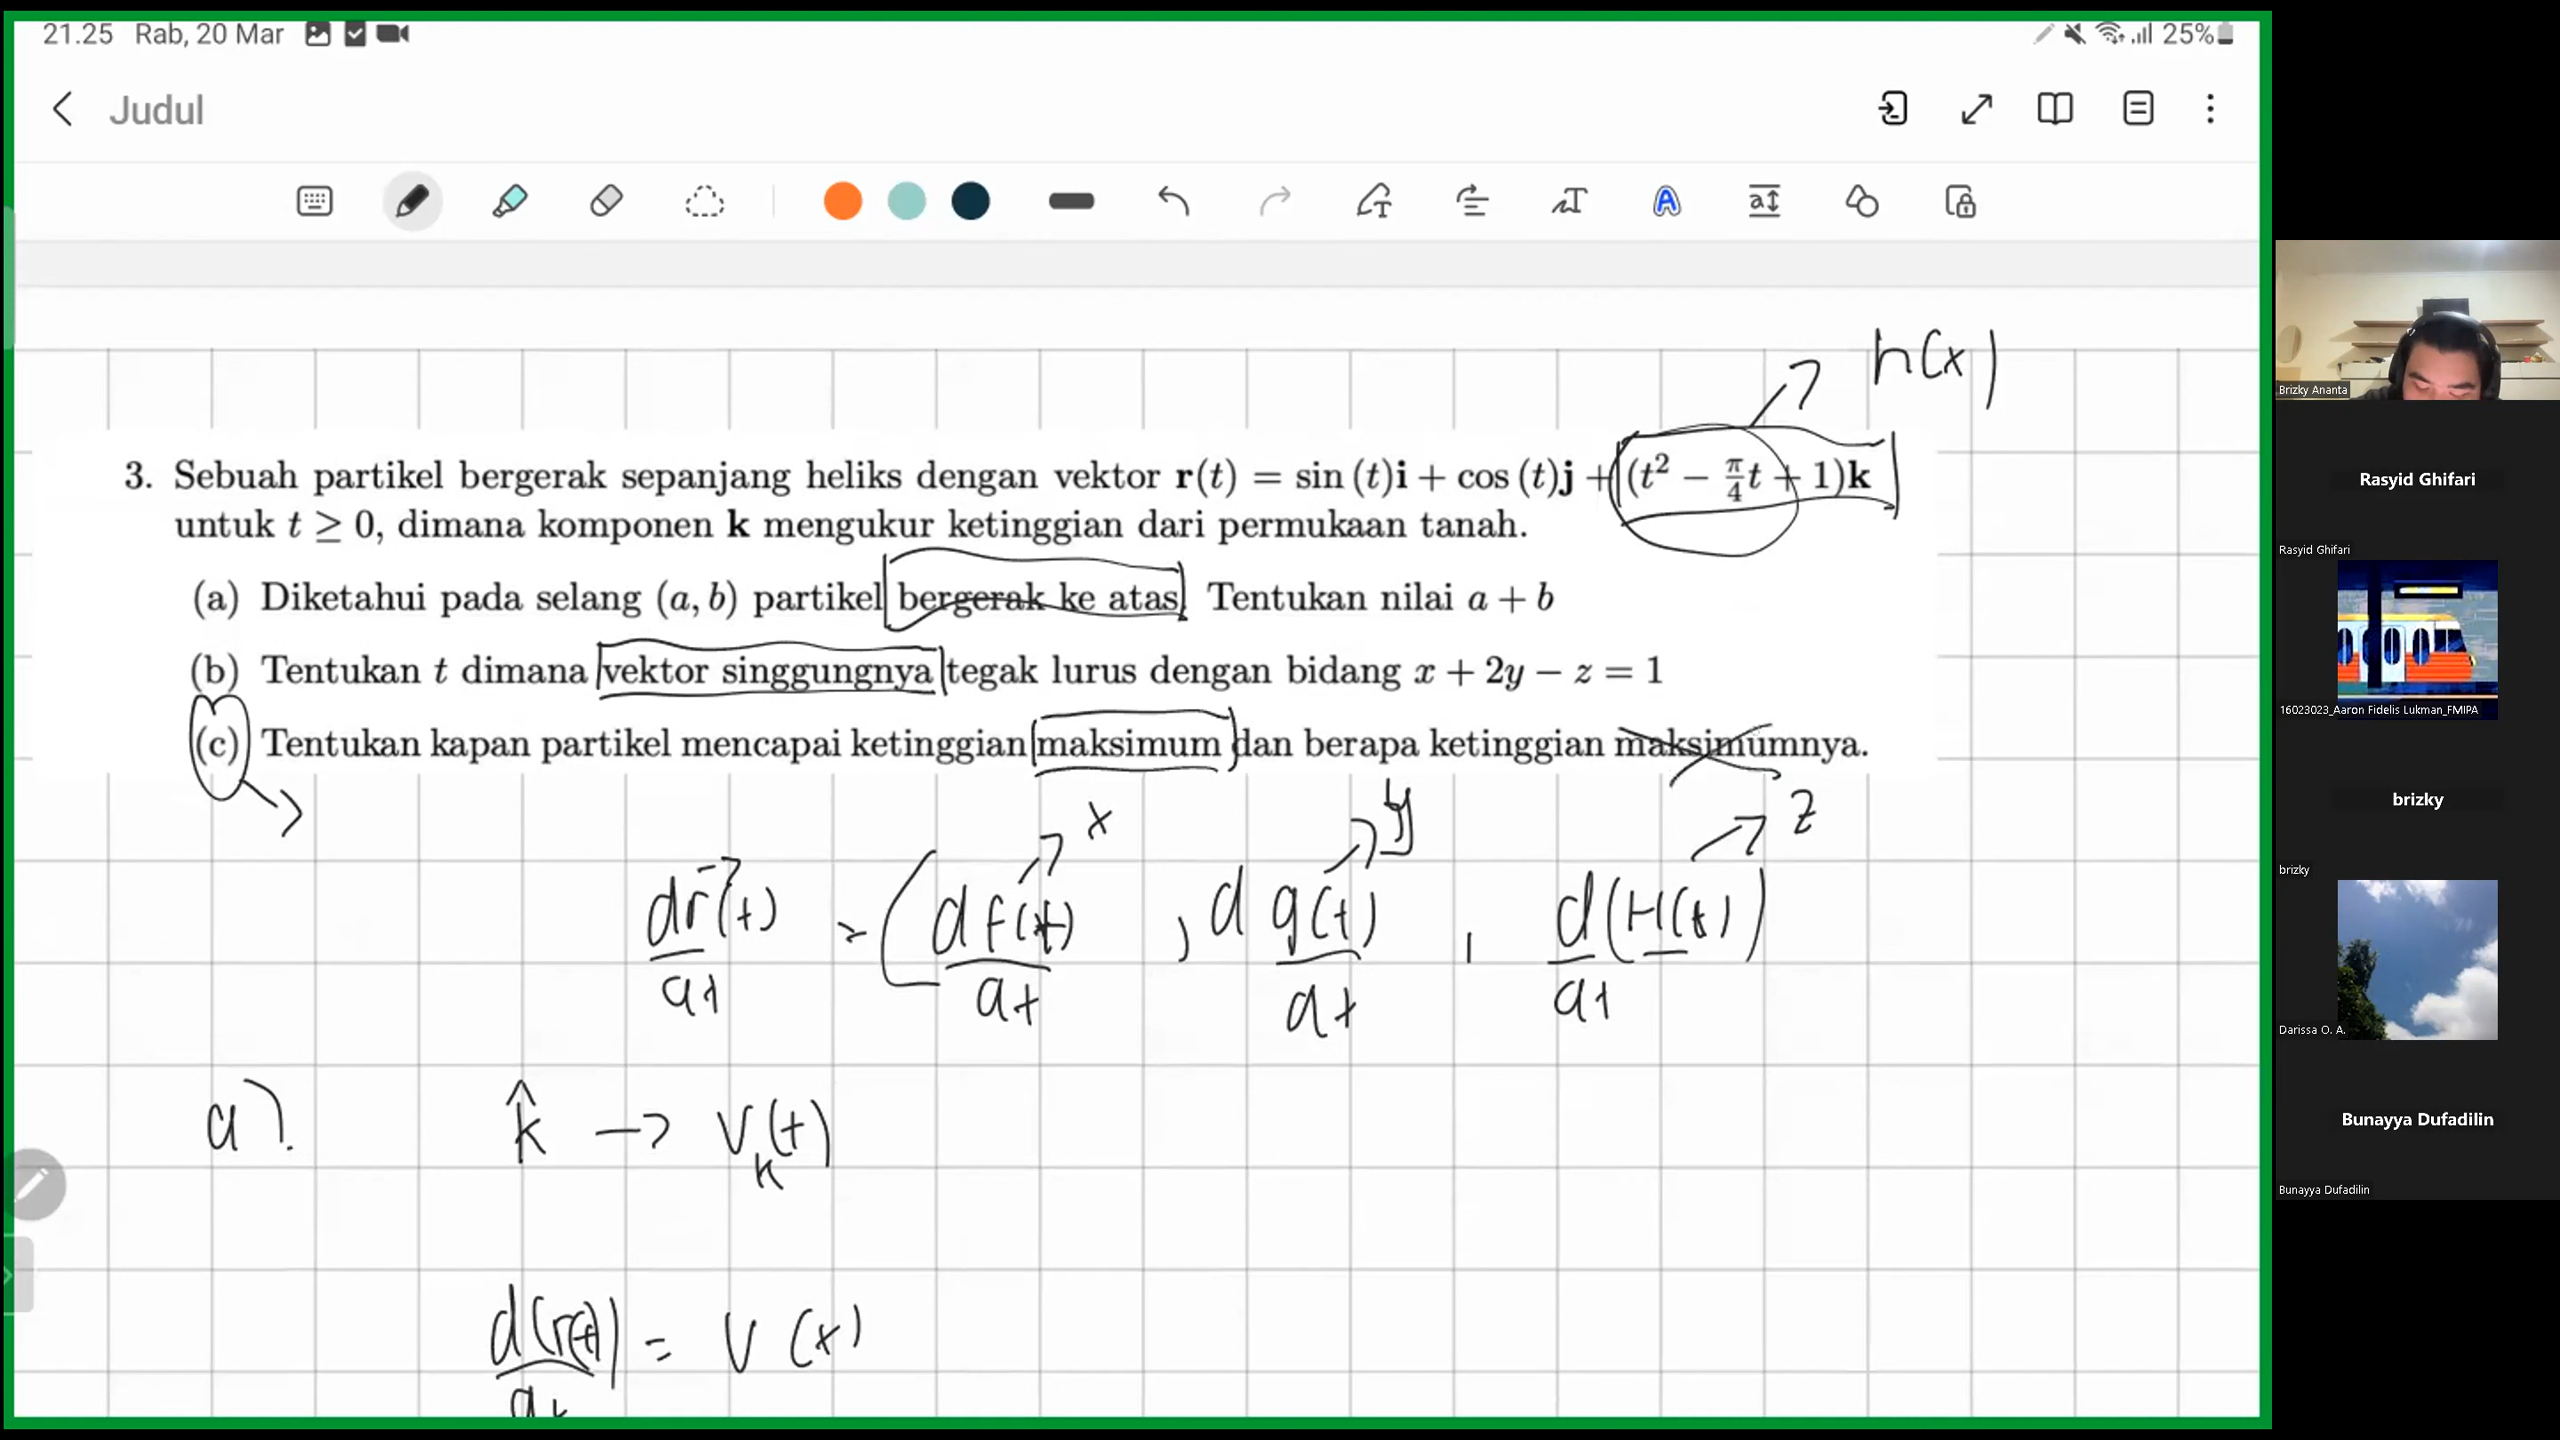 21.25 Rab, 20 Mar
25%
Judul
h(x)
3. Sebuah partikel bergerak sepanjang heliks dengan vektor r(t) = sin (t)i + cos (t)j + (t² − π/4 t + 1)k
untuk t ≥ 0, dimana komponen k mengukur ketinggian dari permukaan tanah.
(a) Diketahui pada selang (a, b) partikel bergerak ke atas. Tentukan nilai a + b
(b) Tentukan t dimana vektor singgungnya tegak lurus dengan bidang x + 2y − z = 1
(c) Tentukan kapan partikel mencapai ketinggian maksimum dan berapa ketinggian maksimumnya.
x y z
dr(t)/dt = (df(t)/dt , d g(t)/dt , d(H(t))/dt
a).
k̂ → V_k(t)
d(r(t))/dt = V(x)
Brizky Ananta
Rasyid Ghifari
Rasyid Ghifari
16023023_Aaron Fidelis Lukman_FMIPA
brizky
brizky
Darissa O. A.
Bunayya Dufadilin
Bunayya Dufadilin